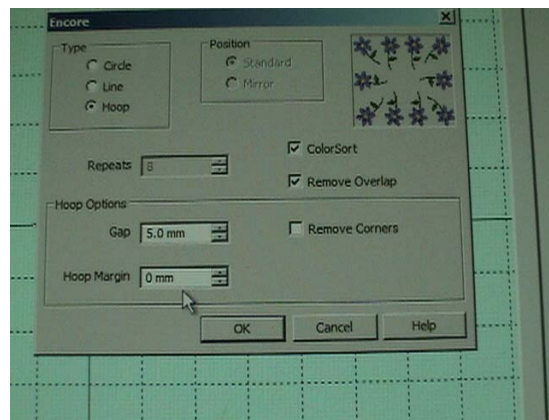 Encore
Type
Circle
Line
Hoop
Position
Standard
Mirror
ColorSort
Repeats 8
Remove Overlap
Hoop Options
Gap 5.0 mm
Remove Corners
Hoop Margin 0 mm
OK Cancel Help